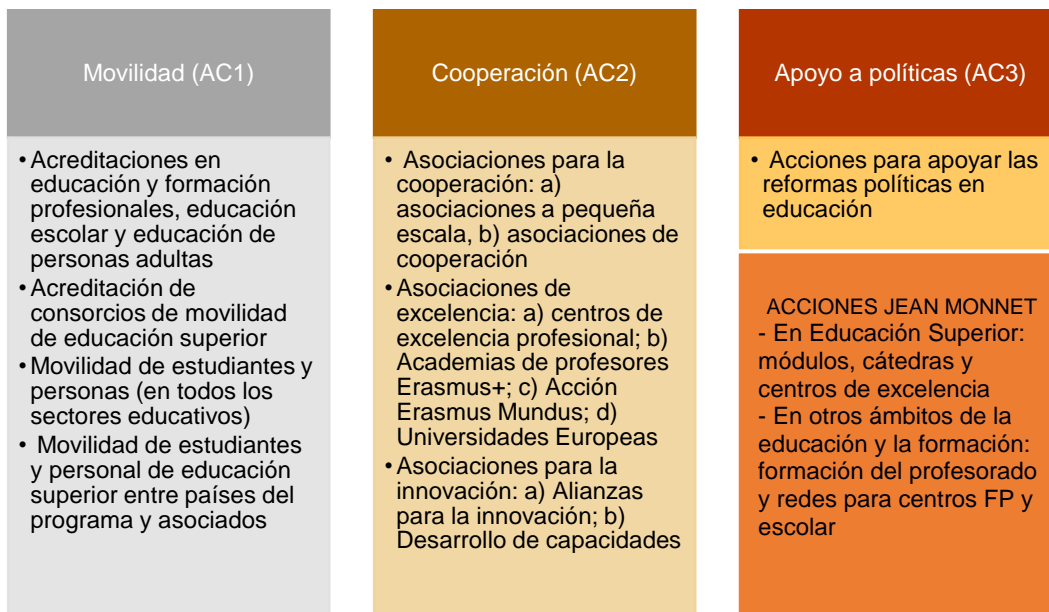 Movilidad (AC1)
• Acreditaciones en
educación y formación
profesionales, educación
escolar y educación de
personas adultas
• Acreditación de
consorcios de movilidad
de educación superior
• Movilidad de estudiantes y
personas (en todos los
sectores educativos)
• Movilidad de estudiantes
y personal de educación
superior entre países del
programa y asociados
Cooperación (AC2)
• Asociaciones para la
cooperación: a)
asociaciones a pequeña
escala, b) asociaciones de
cooperación
• Asociaciones de
excelencia: a) centros de
excelencia profesional; b)
Academias de profesores
Erasmus+; c) Acción
Erasmus Mundus; d)
Universidades Europeas
• Asociaciones para la
innovación: a) Alianzas
para la innovación; b)
Desarrollo de capacidades
Apoyo a políticas (AC3)
• Acciones para apoyar las
reformas políticas en
educación
ACCIONES JEAN MONNET
- En Educación Superior:
módulos, cátedras y
centros de excelencia
- En otros ámbitos de la
educación y la formación:
formación del profesorado
y redes para centros FP y
escolar